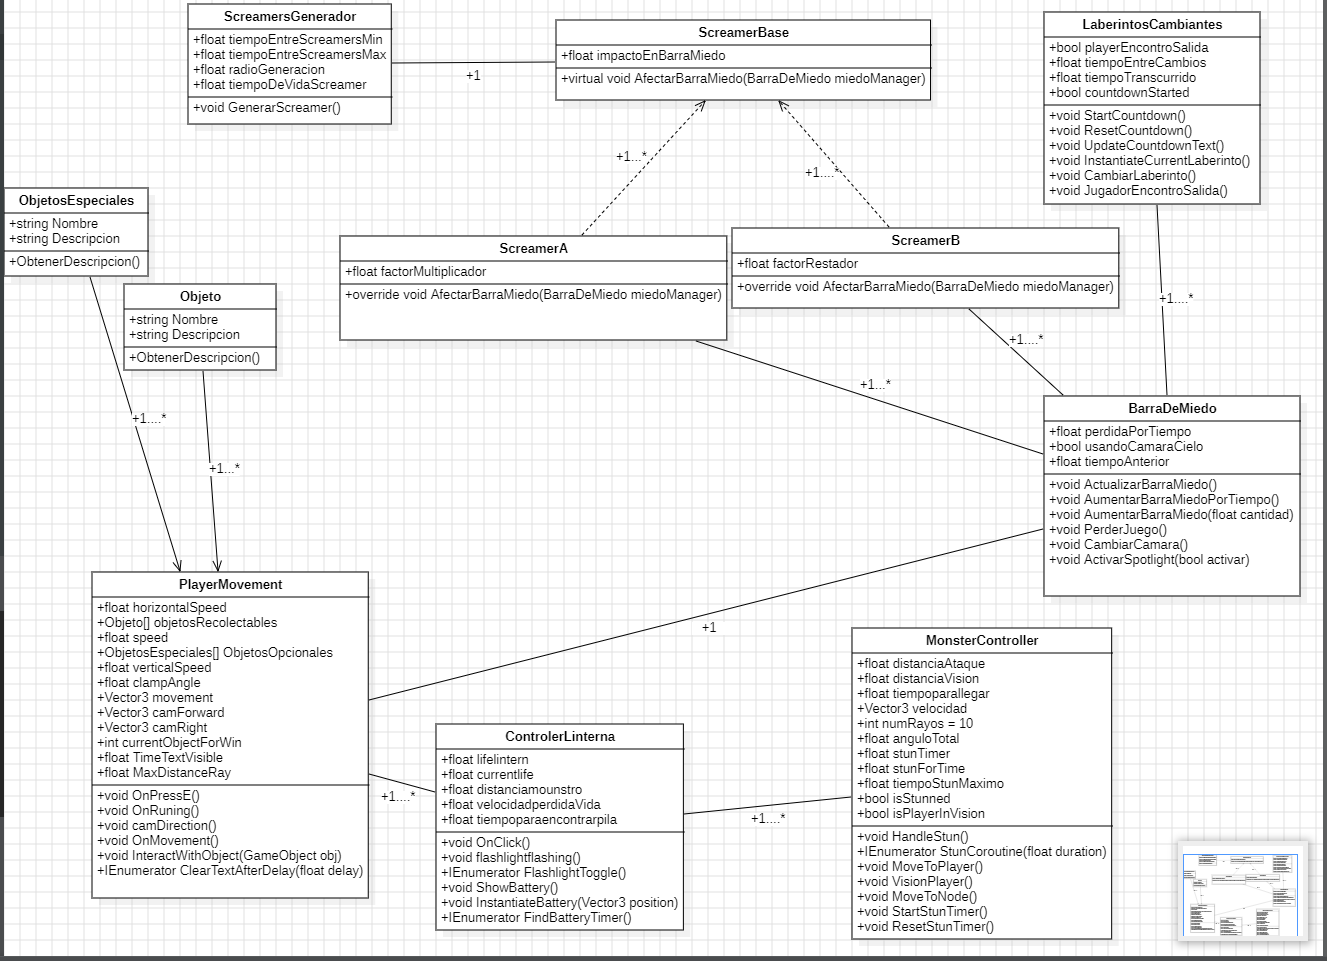 ScreamersGenerador
+float tiempoEntreScreamersMin
+float tiempoEntreScreamersMax
+float radioGeneracion
+float tiempoDeVidaScreamer
+void GenerarScreamer()
+1
ScreamerBase
+float impactoEnBarraMiedo
+virtual void AfectarBarraMiedo(BarraDeMiedo miedoManager)
LaberintosCambiantes
+bool playerEncontroSalida
+float tiempoEntreCambios
+float tiempoTranscurrido
+bool countdownStarted
+void StartCountdown()
+void ResetCountdown()
+void UpdateCountdownText()
+void InstantiateCurrentLaberinto()
+void CambiarLaberinto()
+void JugadorEncontroSalida()
+1...*
+1....*
ObjetosEspeciales
+string Nombre
+string Descripcion
+ObtenerDescripcion()
Objeto
+string Nombre
+string Descripcion
+ObtenerDescripcion()
ScreamerA
+float factorMultiplicador
+override void AfectarBarraMiedo(BarraDeMiedo miedoManager)
ScreamerB
+float factorRestador
+override void AfectarBarraMiedo(BarraDeMiedo miedoManager)
+1....*
+1....*
+1...*
+1....*
+1...*
BarraDeMiedo
+float perdidaPorTiempo
+bool usandoCamaraCielo
+float tiempoAnterior
+void ActualizarBarraMiedo()
+void AumentarBarraMiedoPorTiempo()
+void AumentarBarraMiedo(float cantidad)
+void PerderJuego()
+void CambiarCamara()
+void ActivarSpotlight(bool activar)
PlayerMovement
+float horizontalSpeed
+Objeto[] objetosRecolectables
+float speed
+ObjetosEspeciales[] ObjetosOpcionales
+float verticalSpeed
+float clampAngle
+Vector3 movement
+Vector3 camForward
+Vector3 camRight
+int currentObjectForWin
+float TimeTextVisible
+float MaxDistanceRay
+void OnPressE()
+void OnRuning()
+void camDirection()
+void OnMovement()
+void InteractWithObject(GameObject obj)
+IEnumerator ClearTextAfterDelay(float delay)
+1
+1....*
ControlerLinterna
+float lifelintern
+float currentlife
+float distanciamounstro
+float velocidadperdidaVida
+float tiempoparaencontrarpila
+void OnClick()
+void flashlightflashing()
+IEnumerator FlashlightToggle()
+void ShowBattery()
+void InstantiateBattery(Vector3 position)
+IEnumerator FindBatteryTimer()
+1....*
MonsterController
+float distanciaAtaque
+float distanciaVision
+float tiempoparallegar
+Vector3 velocidad
+int numRayos = 10
+float anguloTotal
+float stunTimer
+float stunForTime
+float tiempoStunMaximo
+bool isStunned
+bool isPlayerInVision
+void HandleStun()
+IEnumerator StunCoroutine(float duration)
+void MoveToPlayer()
+void VisionPlayer()
+void MoveToNode()
+void StartStunTimer()
+void ResetStunTimer()